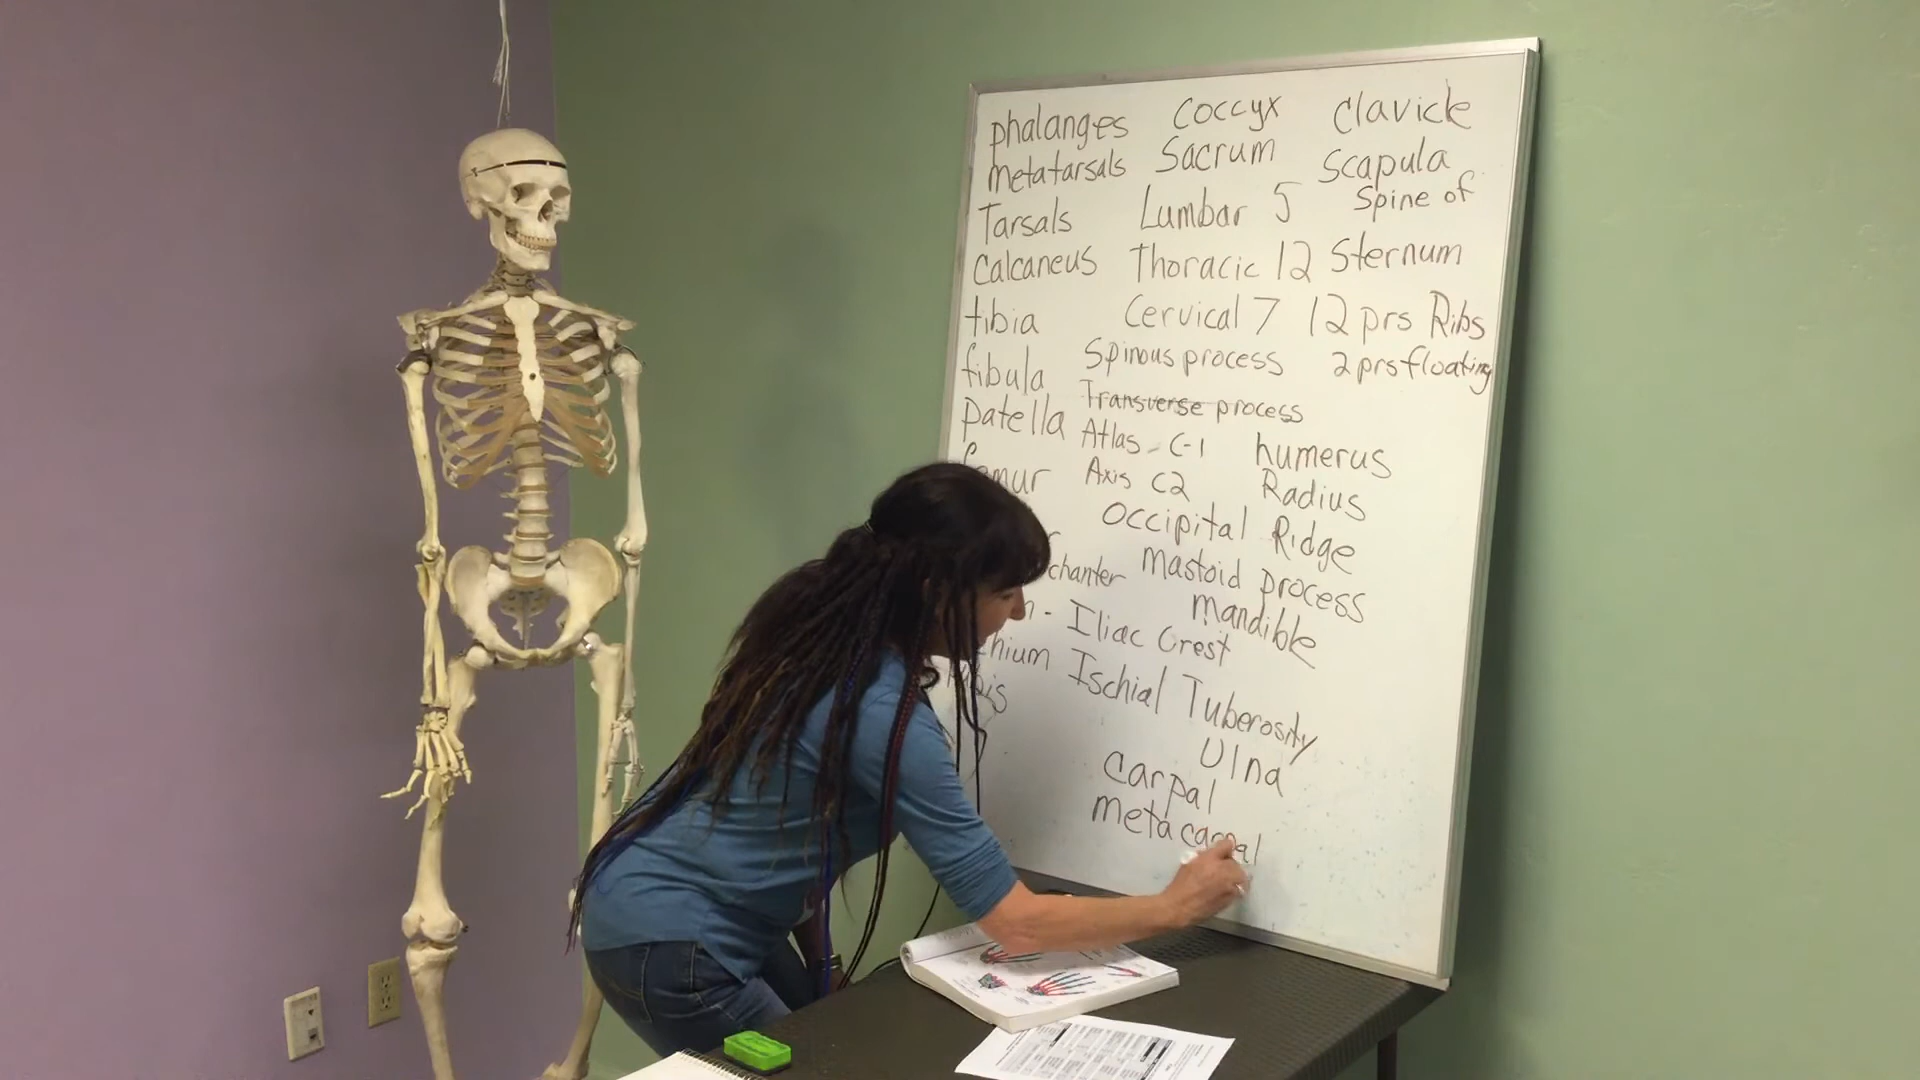 phalanges
metatarsals
Tarsals
Calcaneus
tibia
fibula
patella
Coccyx
Sacrum
Lumbar 5
Thoracic 12
Cervical 7
Spinous process
Transverse process
Atlas - C-1
Axis C2
Clavicle
Scapula
Spine of
Sternum
12 prs Ribs
2 prs floating
humerus
Radius
Occipital Ridge
Mastoid process
Mandible
Iliac Crest
Ischial Tuberosity
Ulna
Carpal
Metacarpal